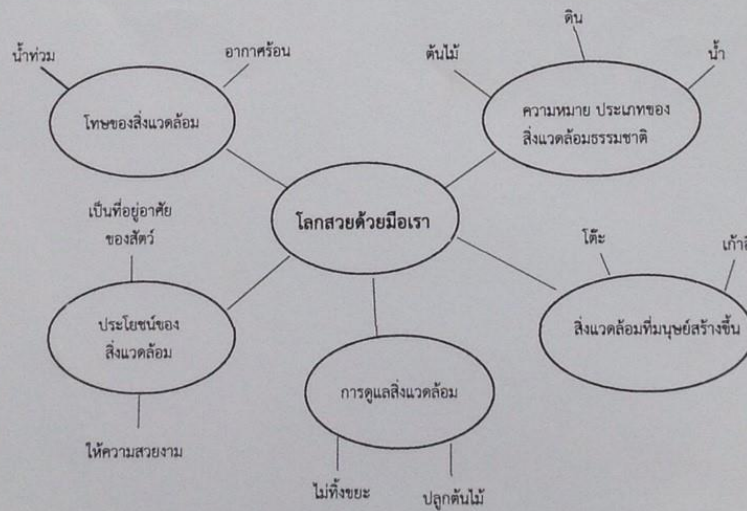 ดิน
น้ำท่วม
อากาศร้อน
ต้นไม้
น้ำ
โทษของสิ่งแวดล้อม
ความหมาย ประเภทของ
สิ่งแวดล้อมธรรมชาติ
เป็นที่อยู่อาศัย
ของสัตว์
โลกสวยด้วยมือเรา
โต๊ะ
ประโยชน์ของ
สิ่งแวดล้อม
สิ่งแวดล้อมที่มนุษย์สร้างขึ้น
การดูแลสิ่งแวดล้อม
ให้ความสวยงาม
ไม่ทิ้งขยะ
ปลูกต้นไม้